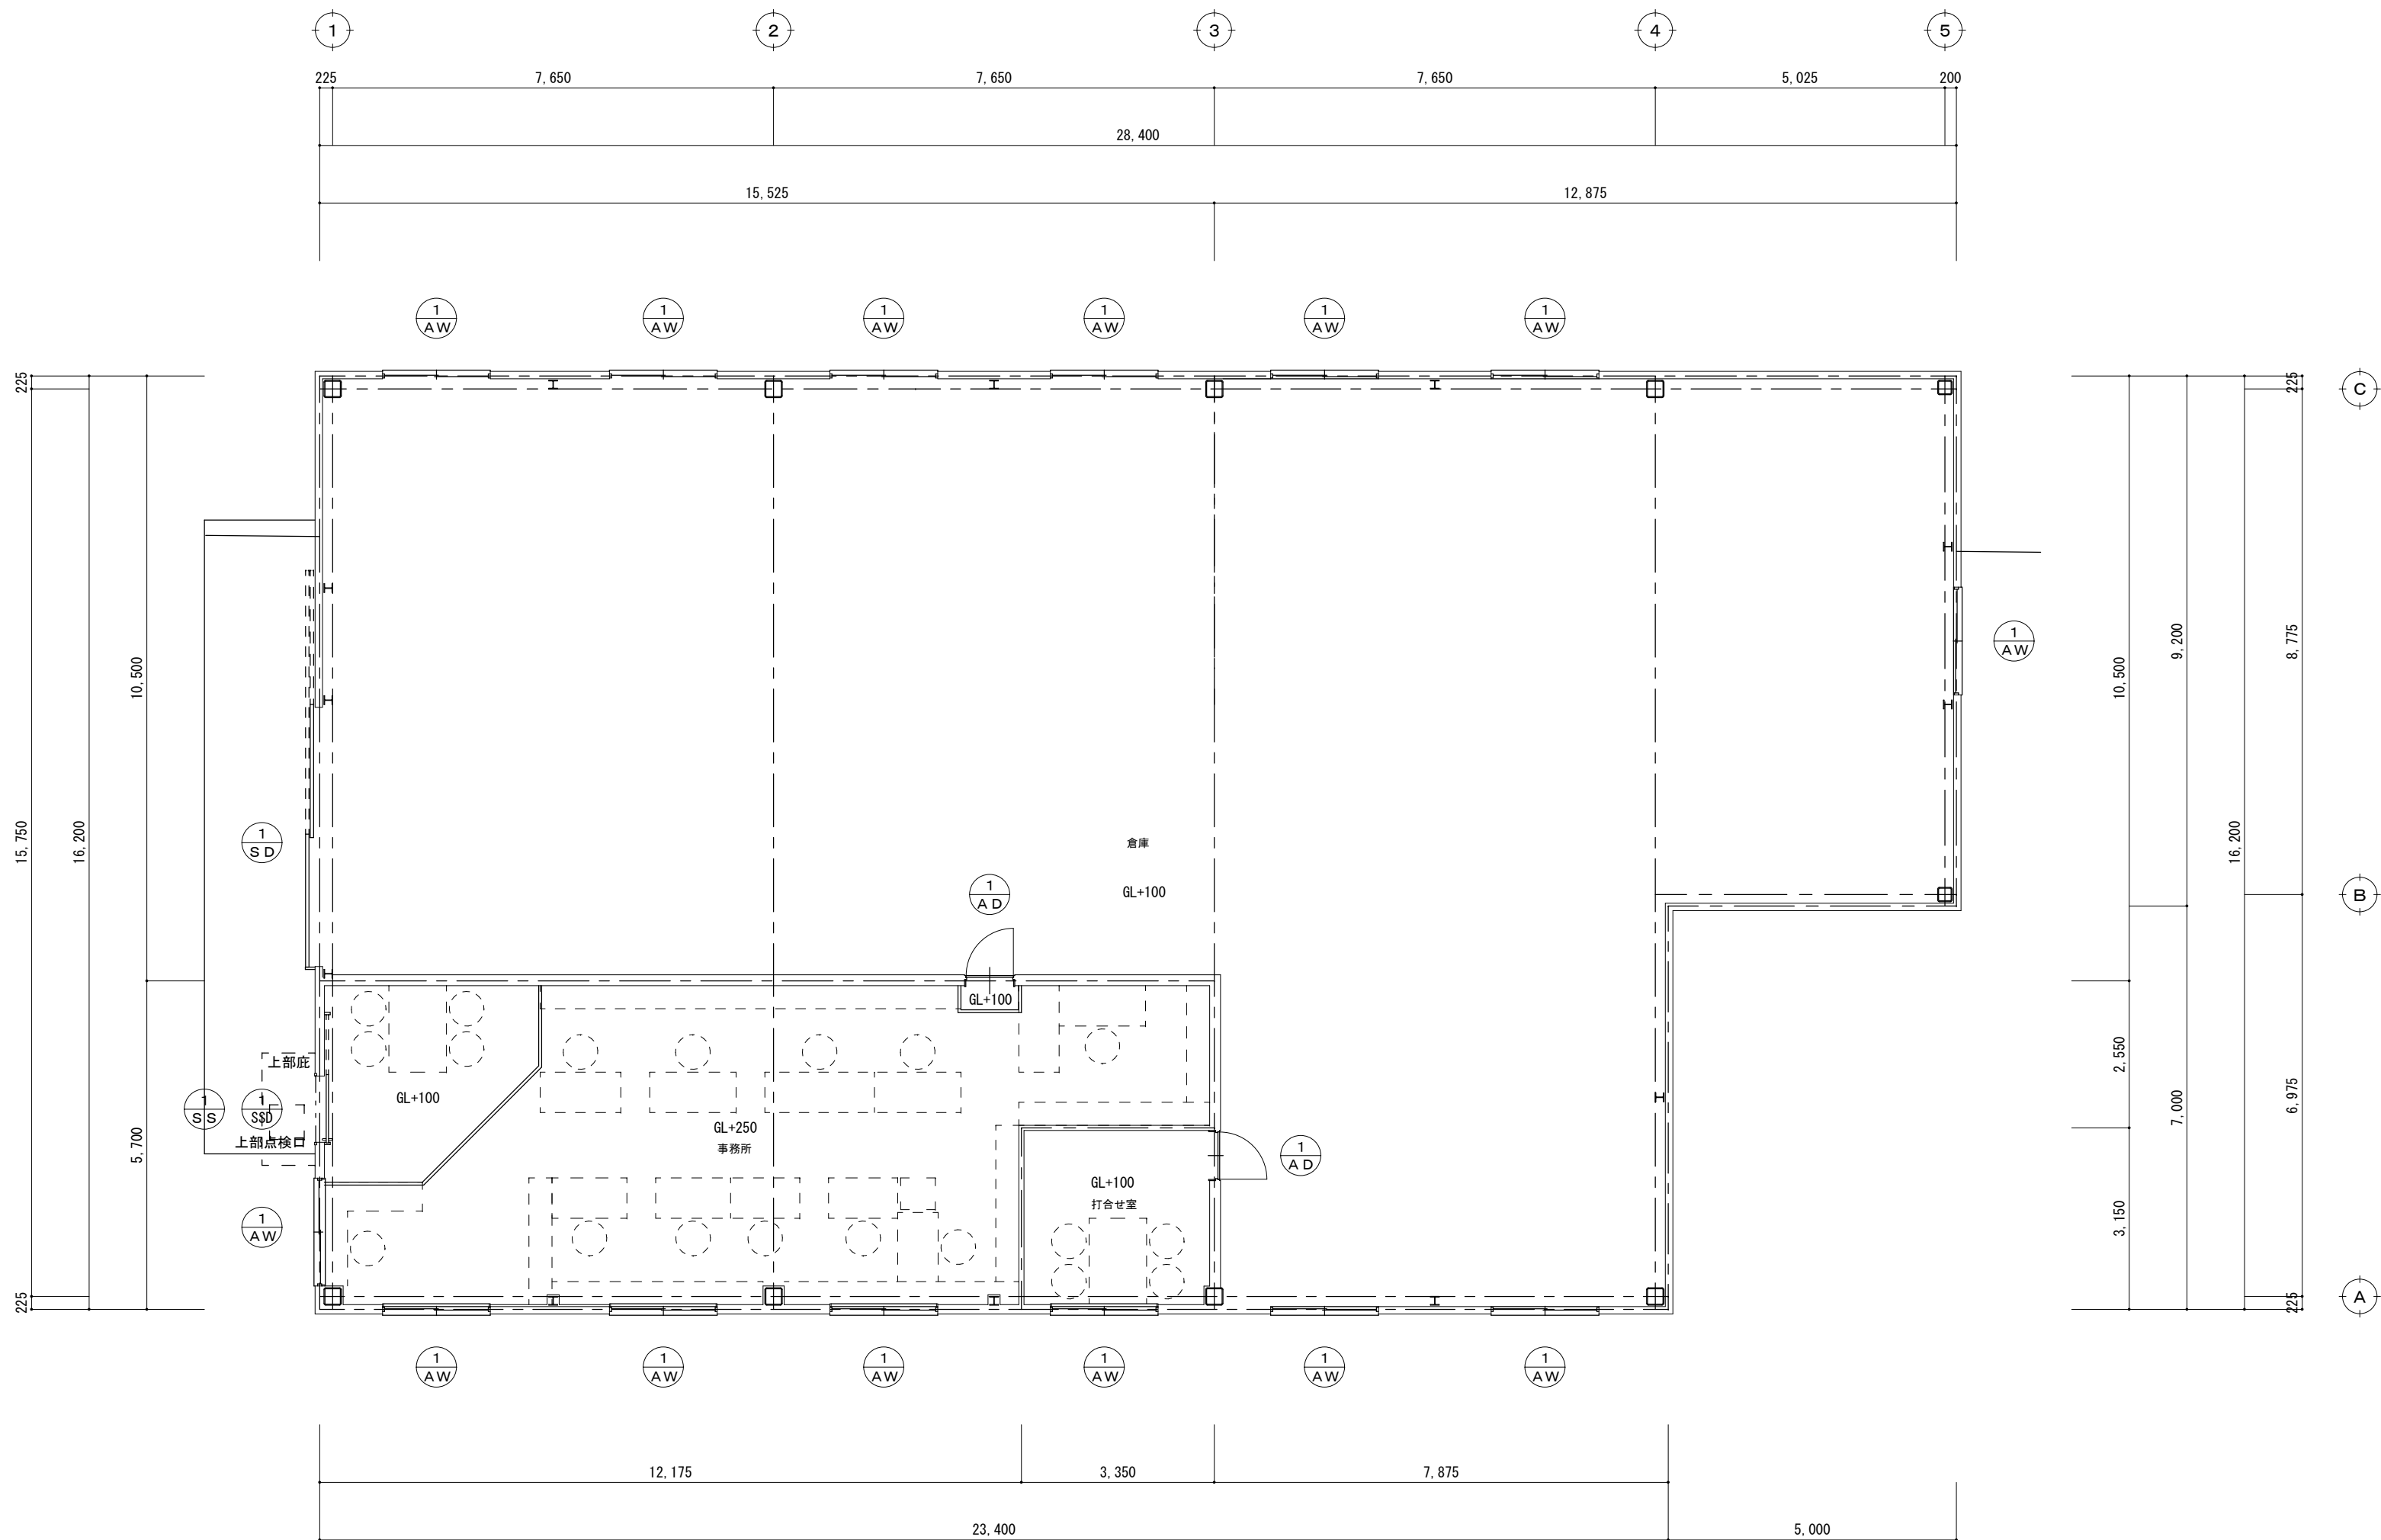 1 2 3 4 5
225 7,650 7,650 7,650 5,025 200
28,400
15,525 12,875
1 1 1 1 1 1
AW AW AW AW AW AW
225 225 C
1
AW
10,500 10,500 9,200 8,775
15,750 16,200 16,200
1
SD
倉庫
1
AD
GL+100
B
GL+100
上部庇
GL+100
2,550
1 1
SS SSD
7,000 6,975
GL+250
事務所
上部点検口
5,700
1
AD
GL+100
打合せ室
3,150
1
AW
225 225 A
1 1 1 1 1 1
AW AW AW AW AW AW
12,175 3,350 7,875
23,400 5,000